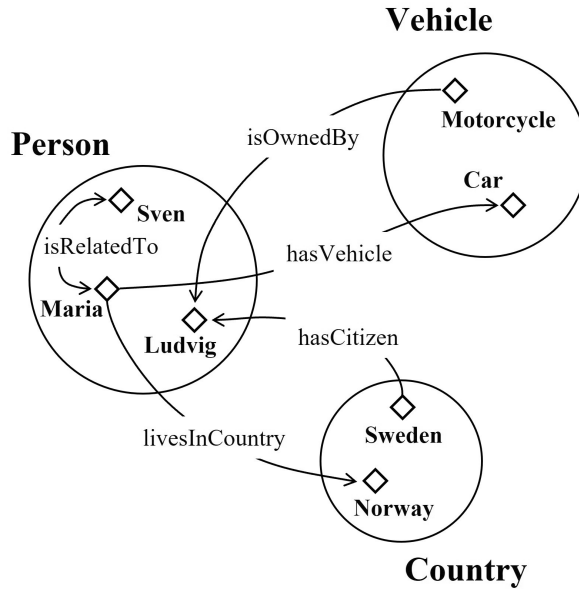 Vehicle
Motorcycle
isOwnedBy
Person
Car
Sven
isRelatedTo
hasVehicle
Maria
Ludvig
hasCitizen
Sweden
livesInCountry
Norway
Country